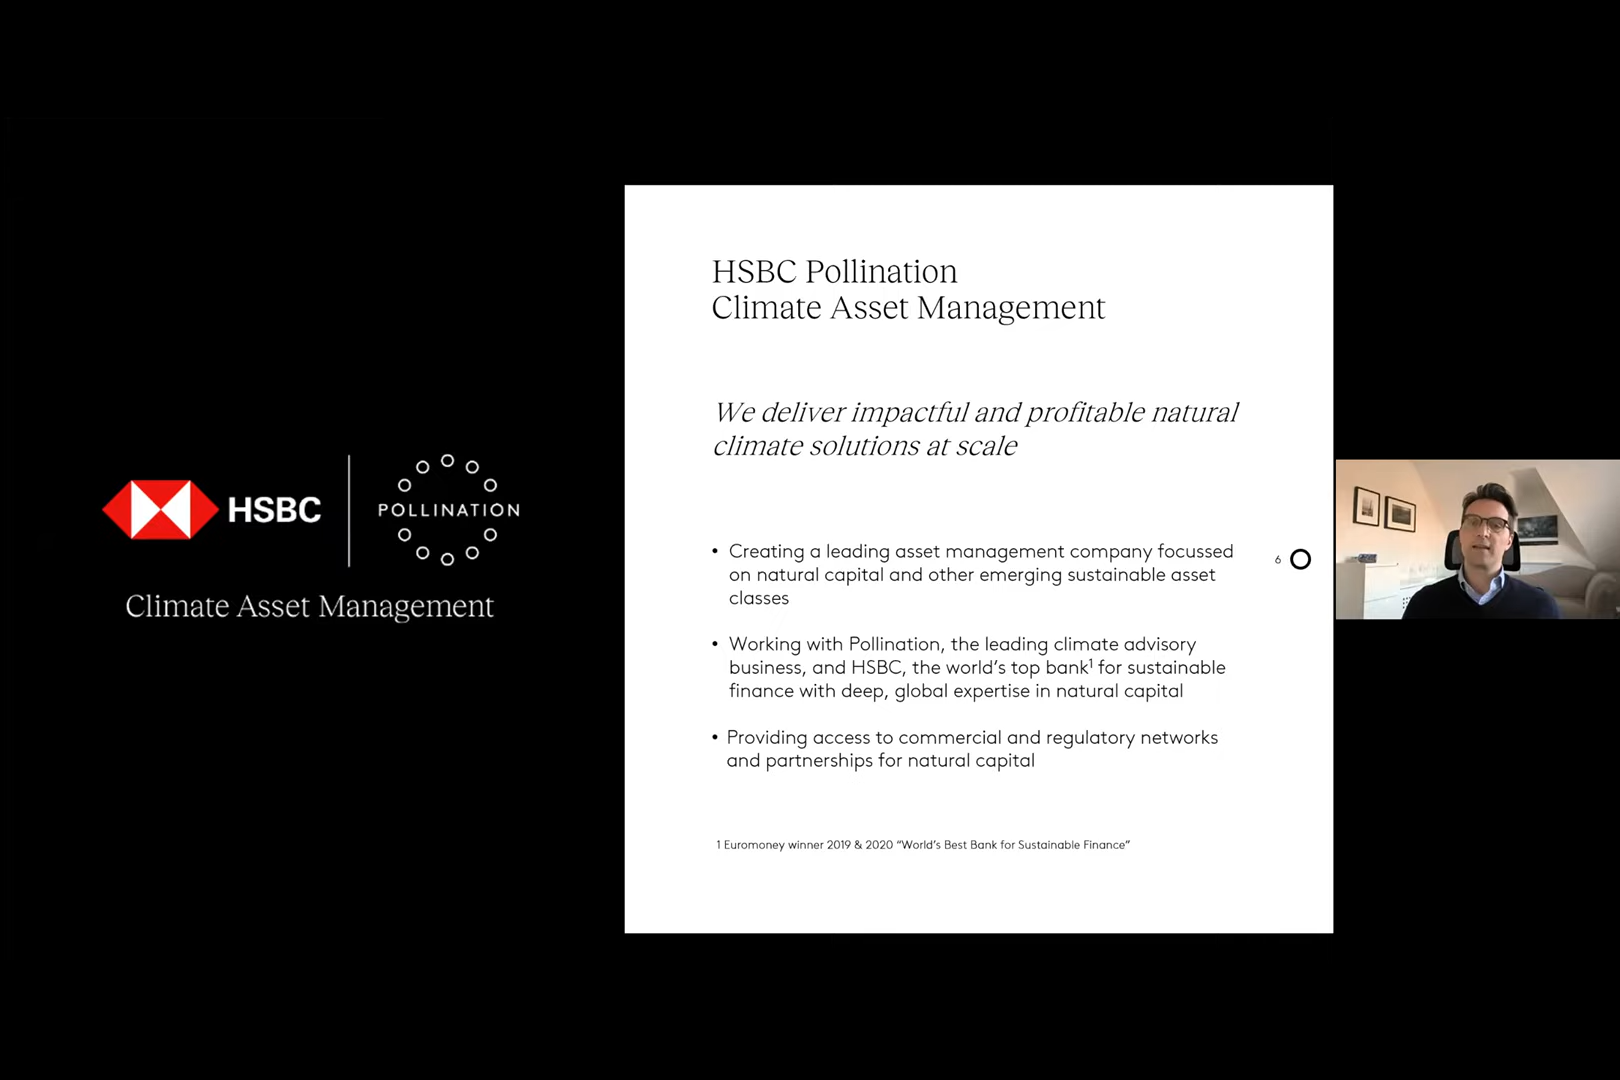 HSBC
POLLINATION
Climate Asset Management
HSBC Pollination
Climate Asset Management
We deliver impactful and profitable natural
climate solutions at scale
• Creating a leading asset management company focussed
on natural capital and other emerging sustainable asset
classes
• Working with Pollination, the leading climate advisory
business, and HSBC, the world's top bank¹ for sustainable
finance with deep, global expertise in natural capital
• Providing access to commercial and regulatory networks
and partnerships for natural capital
1 Euromoney winner 2019 & 2020 “World's Best Bank for Sustainable Finance”
6